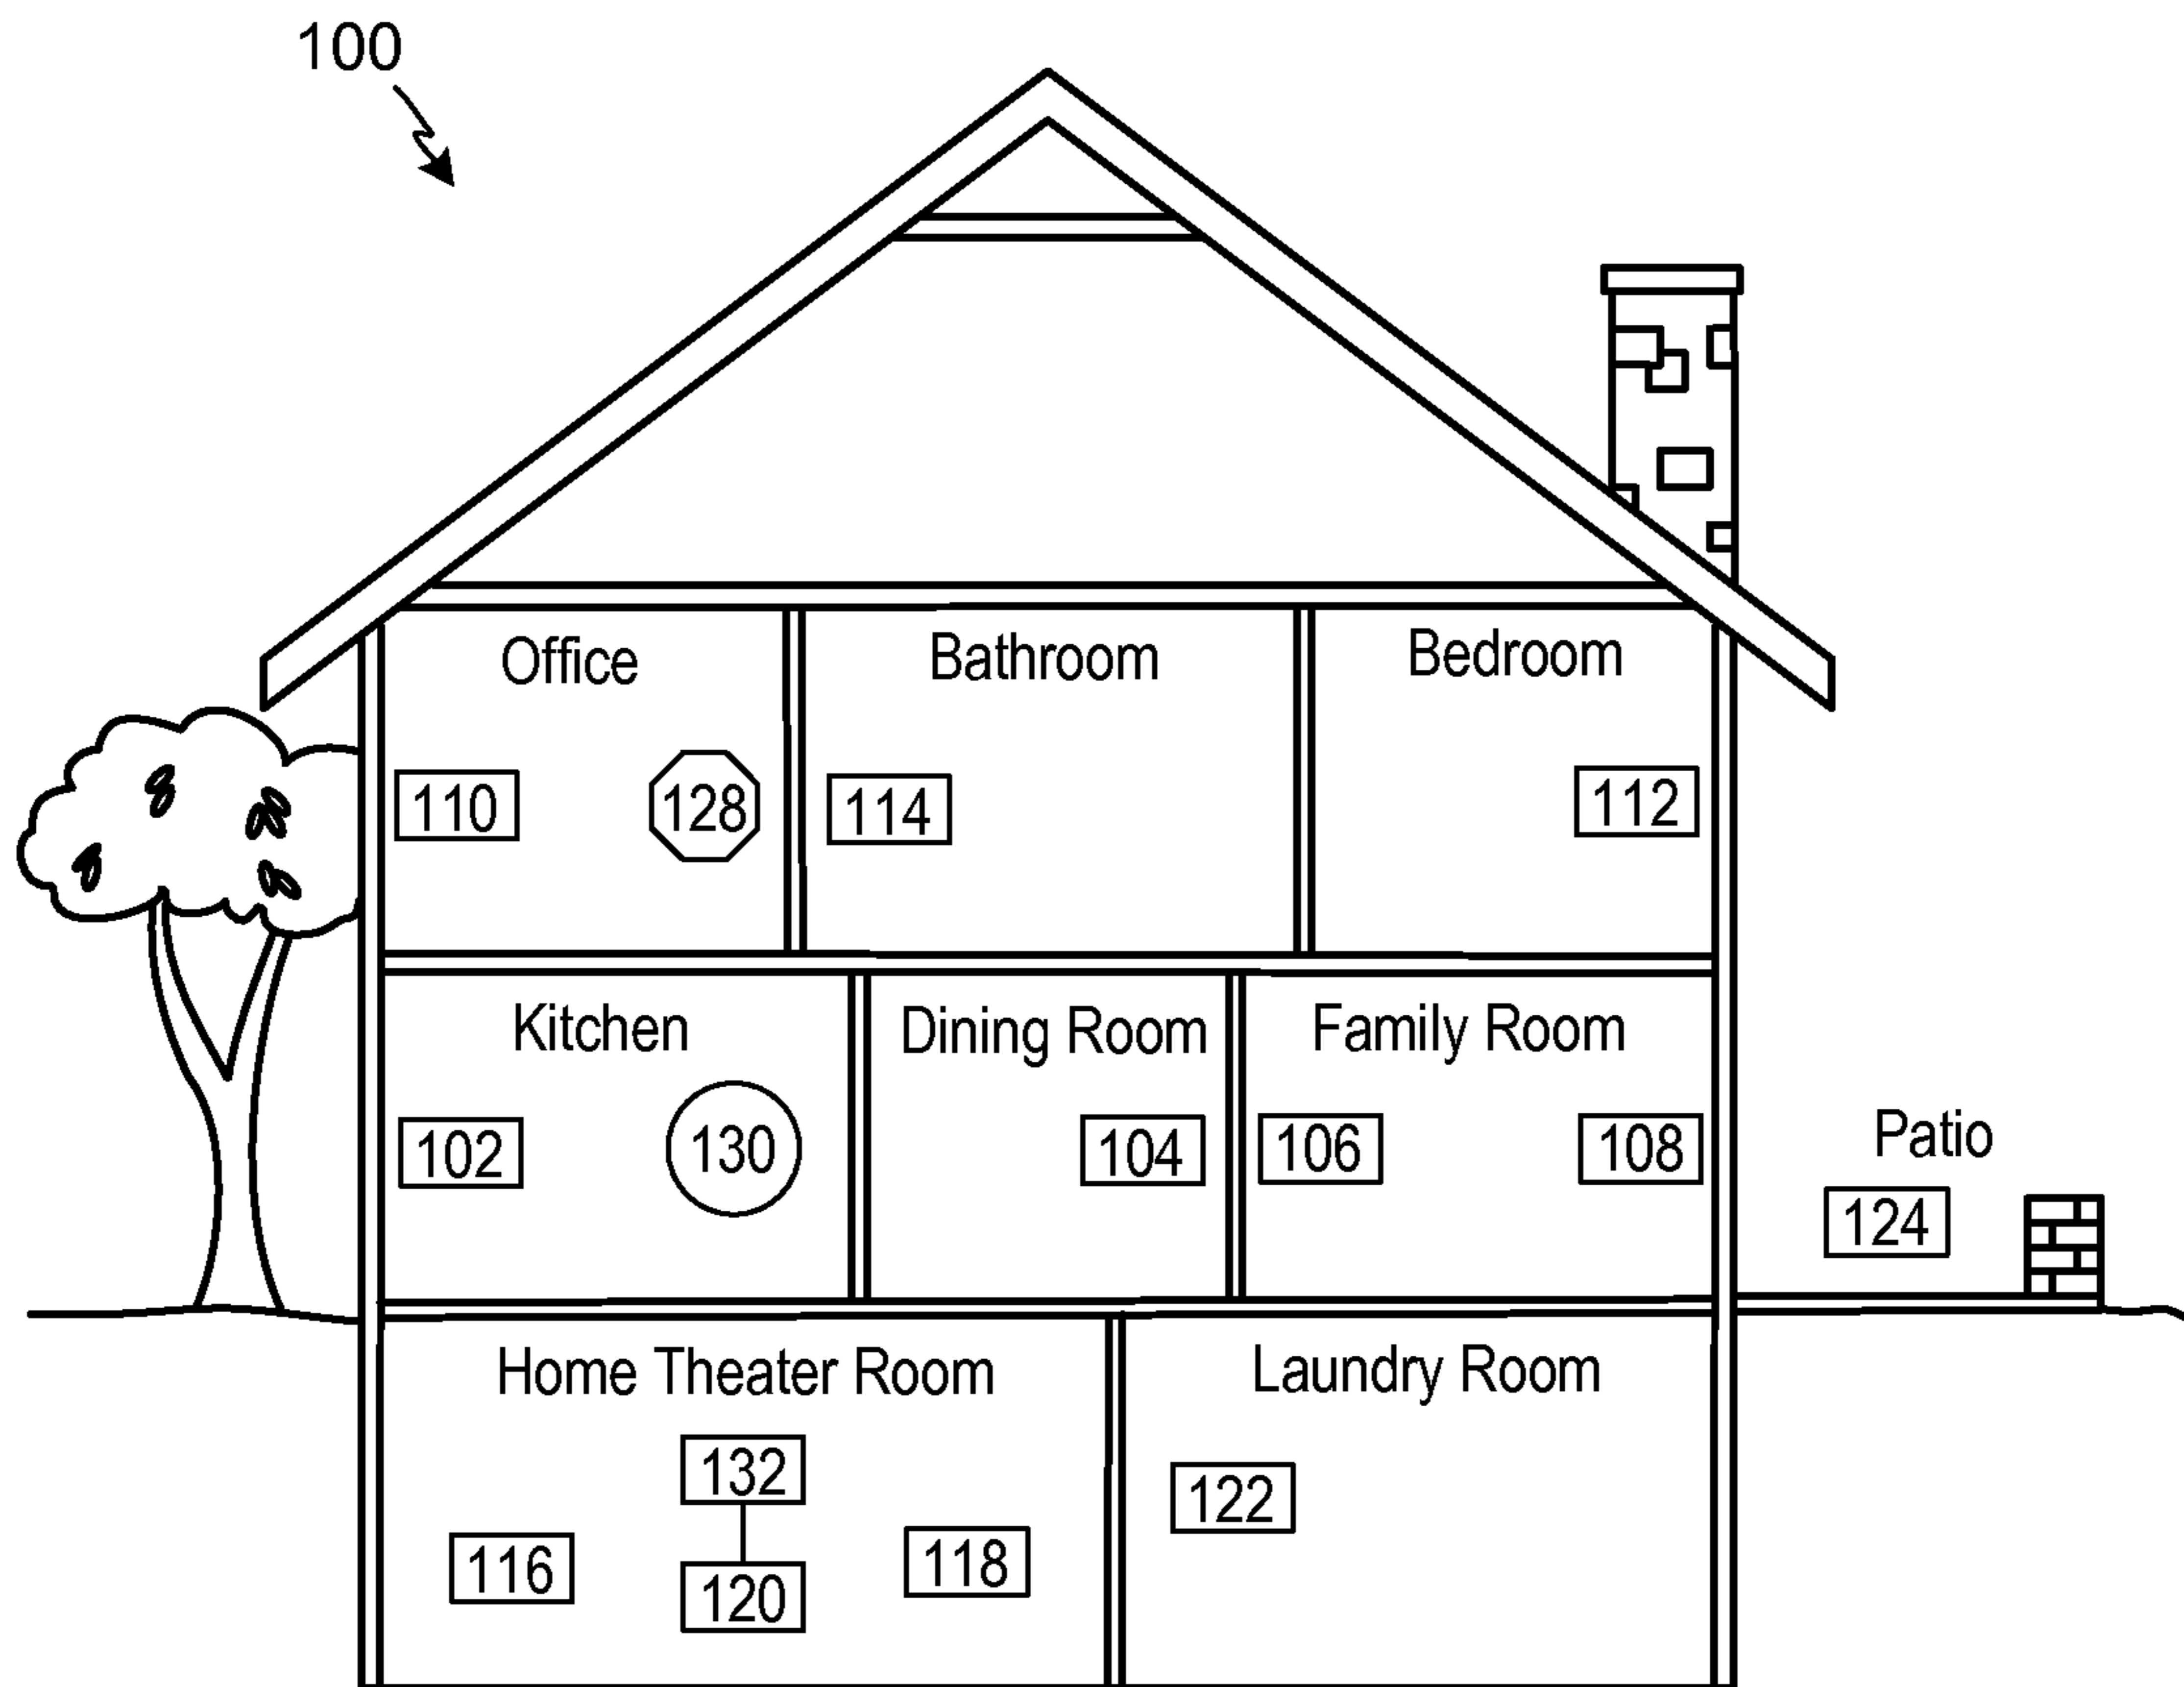 100
Office
Bathroom
Bedroom
110
128
114
112
Kitchen
Dining Room
Family Room
102
130
104
106
108
Patio
124
Home Theater Room
Laundry Room
132
122
116
120
118